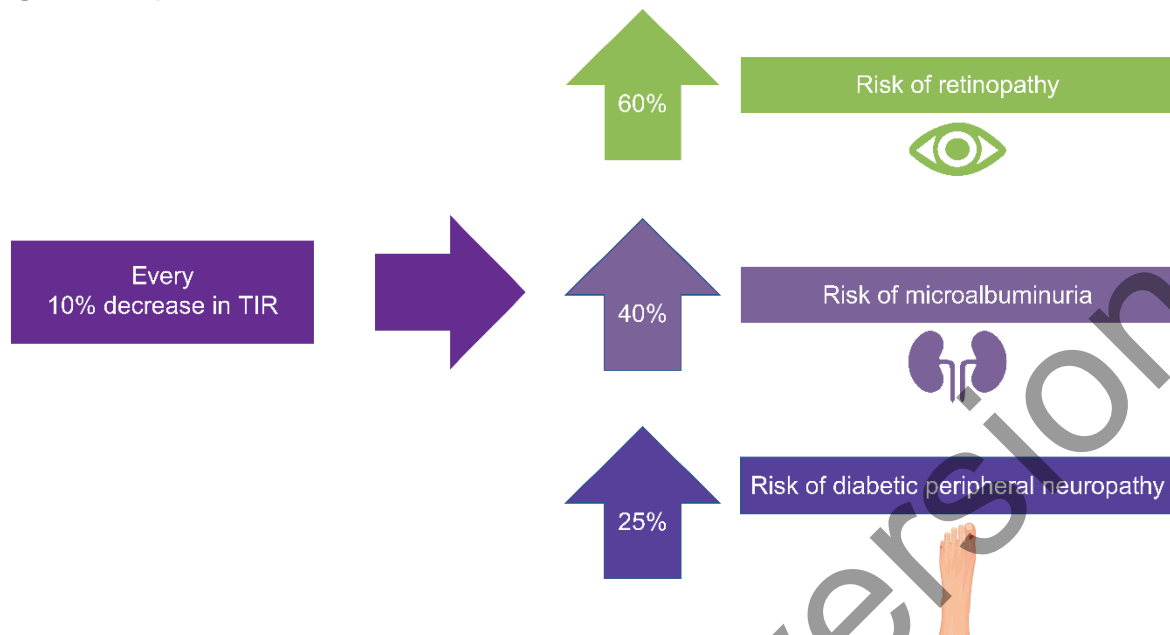 60%
Risk of retinopathy
Every
10% decrease in TIR
40%
Risk of microalbuminuria
25%
Risk of diabetic peripheral neuropathy